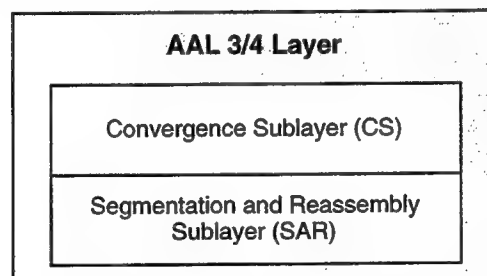 AAL 3/4 Layer
Convergence Sublayer (CS)
Segmentation and Reassembly
Sublayer (SAR)